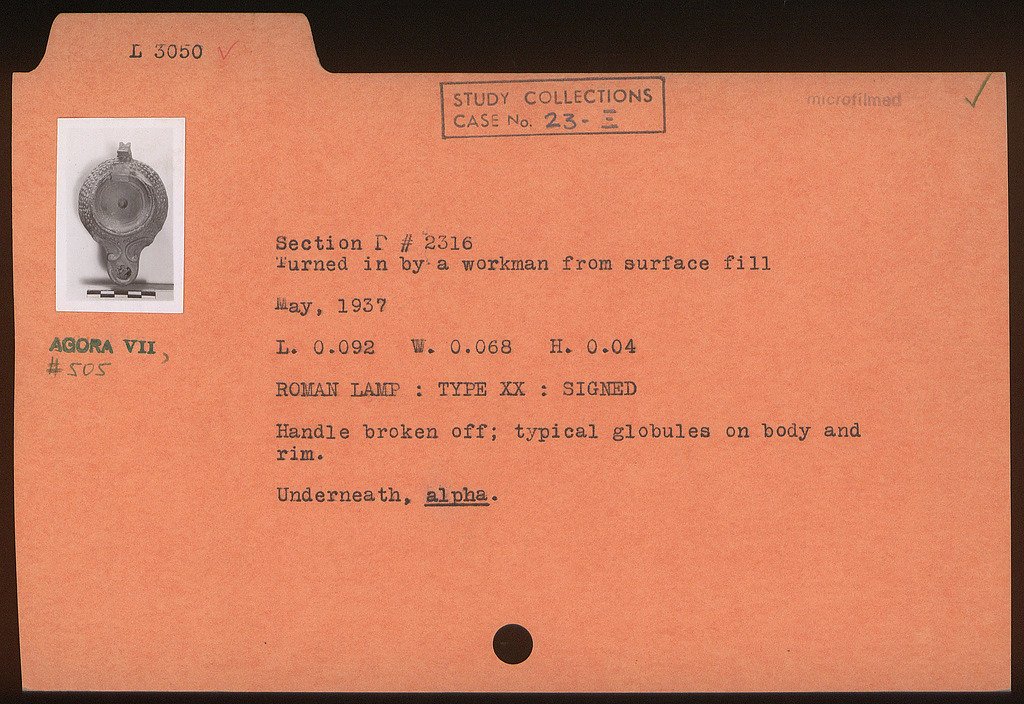 L 3050 ✓
STUDY COLLECTIONS
CASE No. 23-Ξ
microfilmed
Section Γ # 2316
Turned in by a workman from surface fill
May, 1937
AGORA VII,
#505
L. 0.092 W. 0.068 H. 0.04
ROMAN LAMP : TYPE XX : SIGNED
Handle broken off; typical globules on body and
rim.
Underneath, alpha.